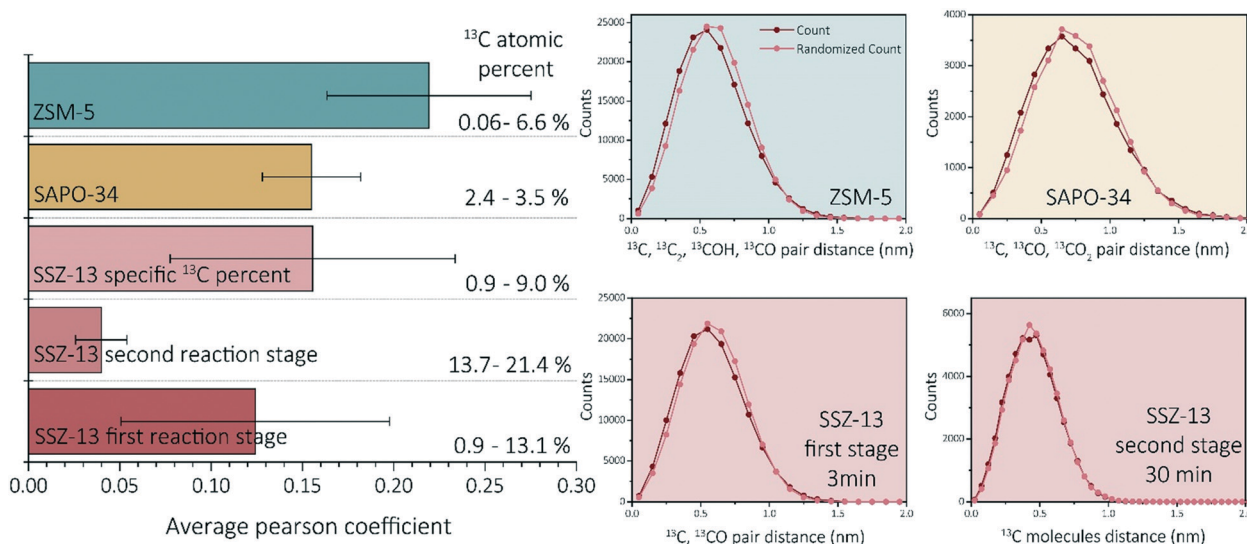 ¹³C atomic
percent
ZSM-5
0.06- 6.6 %
SAPO-34
2.4 - 3.5 %
SSZ-13 specific ¹³C percent
0.9 - 9.0 %
SSZ-13 second reaction stage
13.7- 21.4 %
SSZ-13 first reaction stage
0.9 - 13.1 %
0.00 0.05 0.10 0.15 0.20 0.25 0.30
Average pearson coefficient
25000
20000
15000
10000
5000
0
Counts
Count
Randomized Count
ZSM-5
0.0 0.5 1.0 1.5 2.0
¹³C, ¹³C₂, ¹³COH, ¹³CO pair distance (nm)
4000
3000
2000
1000
0
Counts
SAPO-34
0.0 0.5 1.0 1.5 2.0
¹³C, ¹³CO, ¹³CO₂ pair distance (nm)
25000
20000
15000
10000
5000
0
Counts
SSZ-13
first stage
3min
0.0 0.5 1.0 1.5 2.0
¹³C, ¹³CO pair distance (nm)
6000
4000
2000
0
Counts
SSZ-13
second stage
30 min
0.0 0.5 1.0 1.5 2.0
¹³C molecules distance (nm)